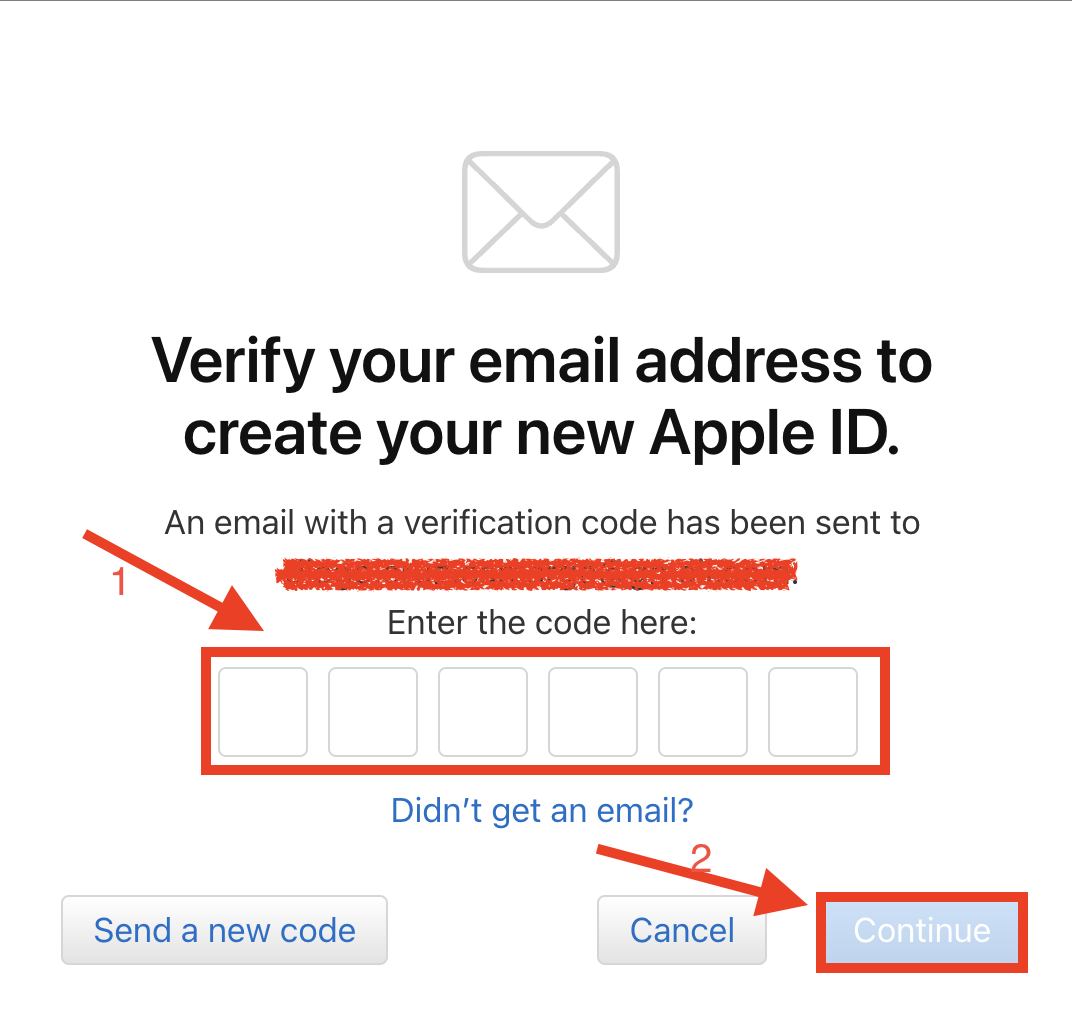 Verify your email address to
create your new Apple ID.
An email with a verification code has been sent to
1
Enter the code here:
Didn’t get an email?
2
Send a new code
Cancel
Continue